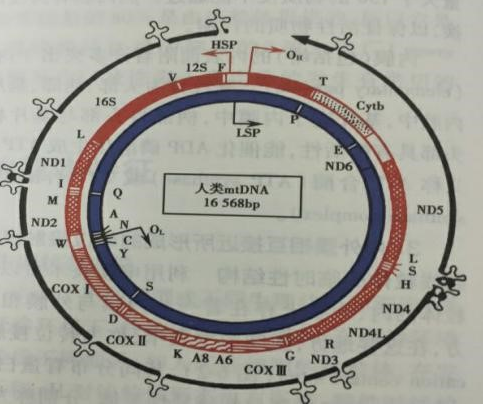 HSP
OH
12S
F
V
T
16S
Cytb
LSP
P
L
E
ND6
ND1
I
M
Q
ND2
A
N
人类mtDNA
16 568bp
ND5
W
C
OL
Y
L
S
H
COX I
S
ND4
D
COX II
ND4L
R
K
A8
A6
G
ND3
COX III